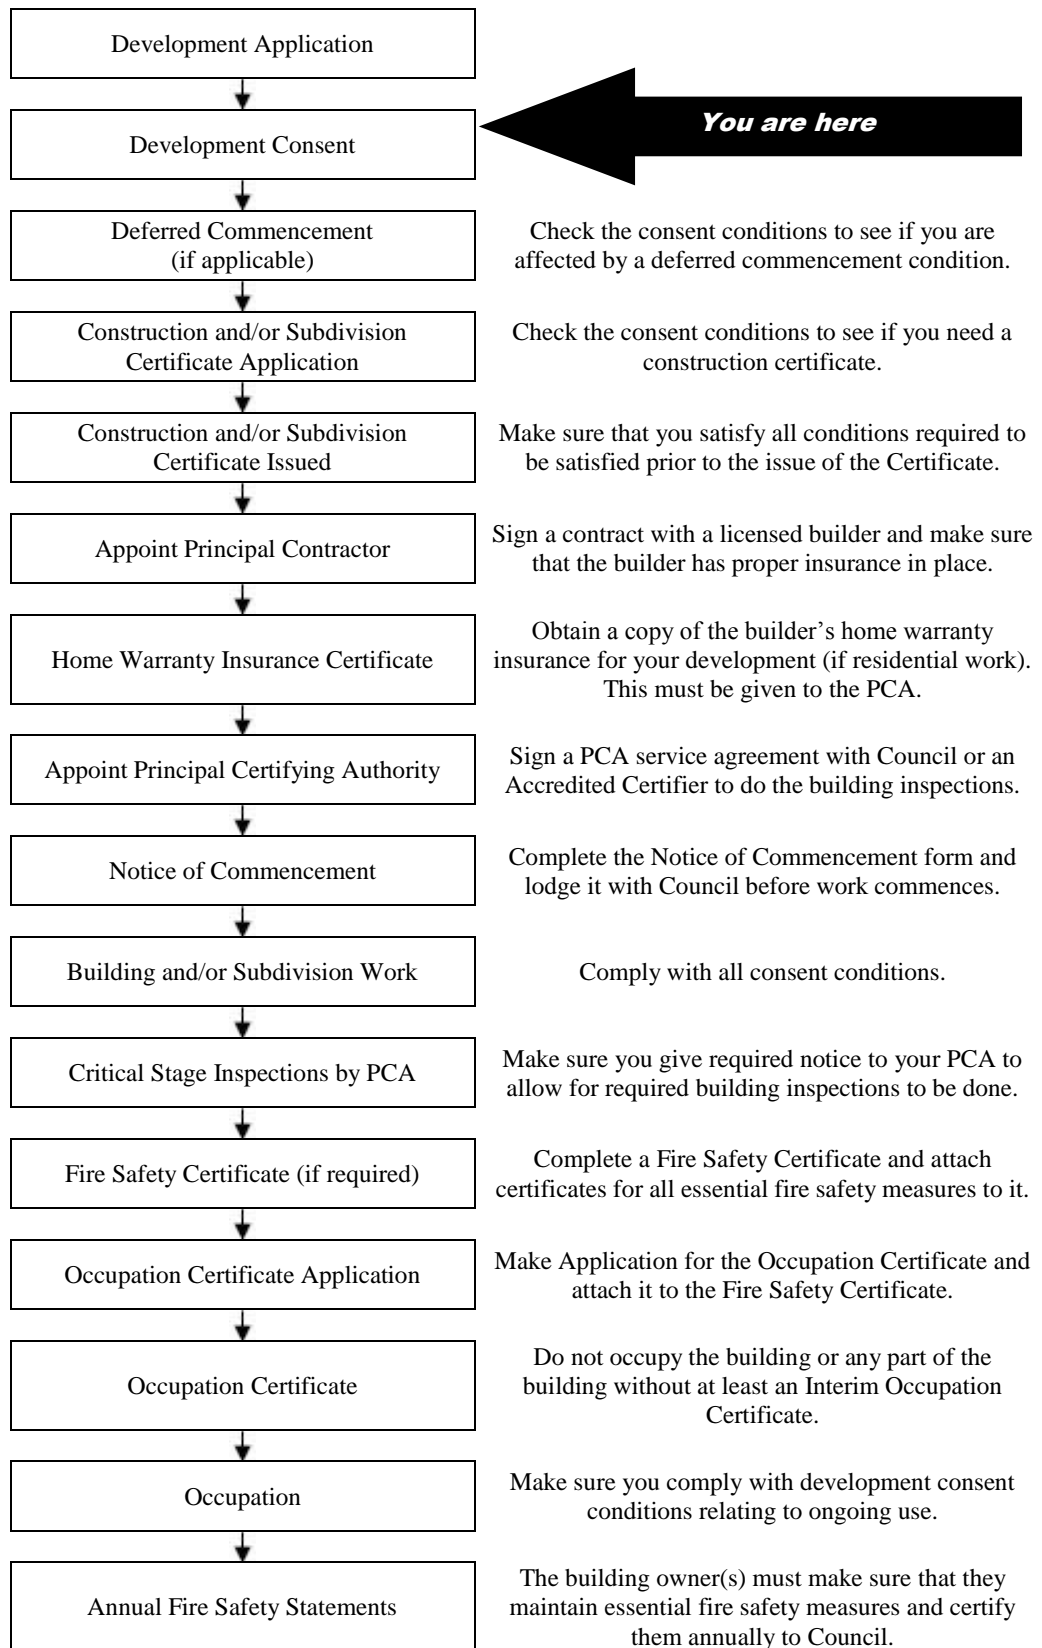 Development Application
Development Consent
You are here
Deferred Commencement
(if applicable)
Check the consent conditions to see if you are
affected by a deferred commencement condition.
Construction and/or Subdivision
Certificate Application
Check the consent conditions to see if you need a
construction certificate.
Construction and/or Subdivision
Certificate Issued
Make sure that you satisfy all conditions required to
be satisfied prior to the issue of the Certificate.
Appoint Principal Contractor
Sign a contract with a licensed builder and make sure
that the builder has proper insurance in place.
Home Warranty Insurance Certificate
Obtain a copy of the builder’s home warranty
insurance for your development (if residential work).
This must be given to the PCA.
Appoint Principal Certifying Authority
Sign a PCA service agreement with Council or an
Accredited Certifier to do the building inspections.
Notice of Commencement
Complete the Notice of Commencement form and
lodge it with Council before work commences.
Building and/or Subdivision Work
Comply with all consent conditions.
Critical Stage Inspections by PCA
Make sure you give required notice to your PCA to
allow for required building inspections to be done.
Fire Safety Certificate (if required)
Complete a Fire Safety Certificate and attach
certificates for all essential fire safety measures to it.
Occupation Certificate Application
Make Application for the Occupation Certificate and
attach it to the Fire Safety Certificate.
Occupation Certificate
Do not occupy the building or any part of the
building without at least an Interim Occupation
Certificate.
Occupation
Make sure you comply with development consent
conditions relating to ongoing use.
Annual Fire Safety Statements
The building owner(s) must make sure that they
maintain essential fire safety measures and certify
them annually to Council.